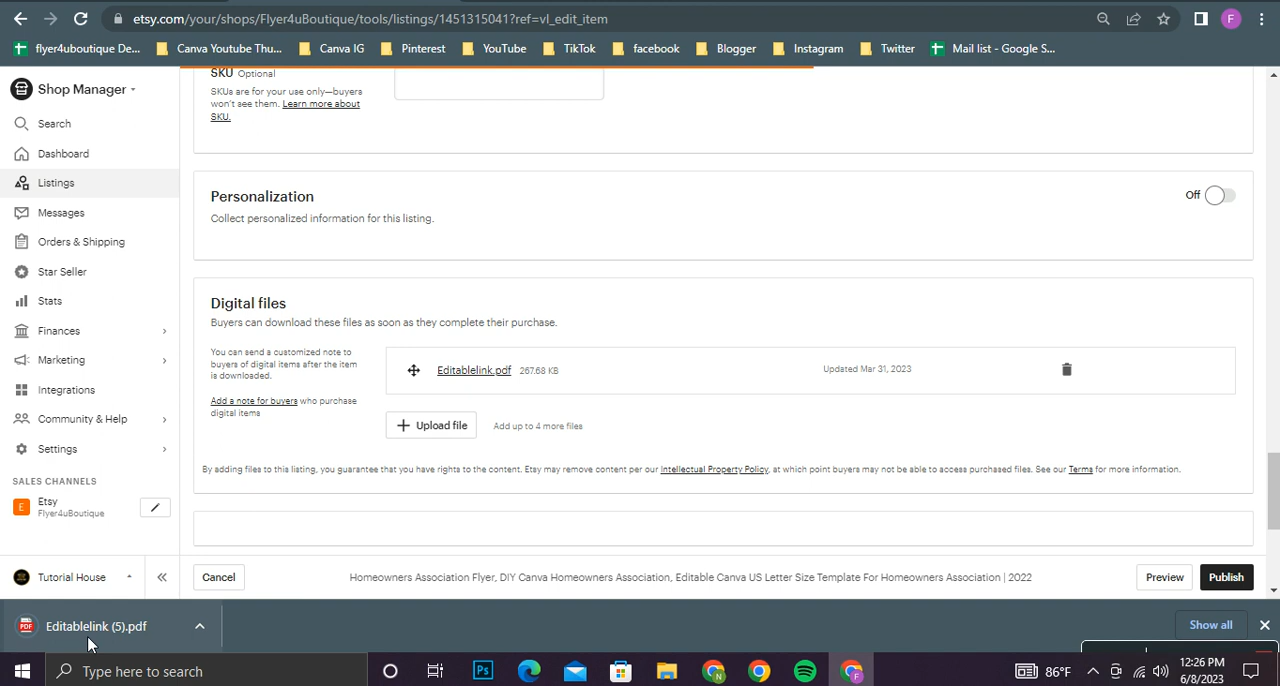 etsy.com/your/shops/Flyer4uBoutique/tools/listings/1451315041?ref=vl_edit_item
F
flyer4uboutique De...
Canva Youtube Thu...
Canva IG
Pinterest
YouTube
TikTok
facebook
Blogger
Instagram
Twitter
Mail list - Google S...
Shop Manager
Search
Dashboard
Listings
Messages
Orders & Shipping
Star Seller
Stats
Finances
Marketing
Integrations
Community & Help
Settings
SALES CHANNELS
E
Etsy
Flyer4uBoutique
Tutorial House
SKU Optional
SKUs are for your use only—buyers
won't see them. Learn more about
SKU.
Personalization
Off
Collect personalized information for this listing.
Digital files
Buyers can download these files as soon as they complete their purchase.
You can send a customized note to
buyers of digital items after the item
is downloaded.
Add a note for buyers who purchase
digital items
Editablelink.pdf 267.68 KB
Updated Mar 31, 2023
Upload file
Add up to 4 more files
By adding files to this listing, you guarantee that you have rights to the content. Etsy may remove content per our Intellectual Property Policy, at which point buyers may not be able to access purchased files. See our Terms for more information.
Cancel
Homeowners Association Flyer, DIY Canva Homeowners Association, Editable Canva US Letter Size Template For Homeowners Association | 2022
Preview
Publish
PDF
Editablelink (5).pdf
Show all
Type here to search
Ps
N
F
86°F
12:26 PM
6/8/2023